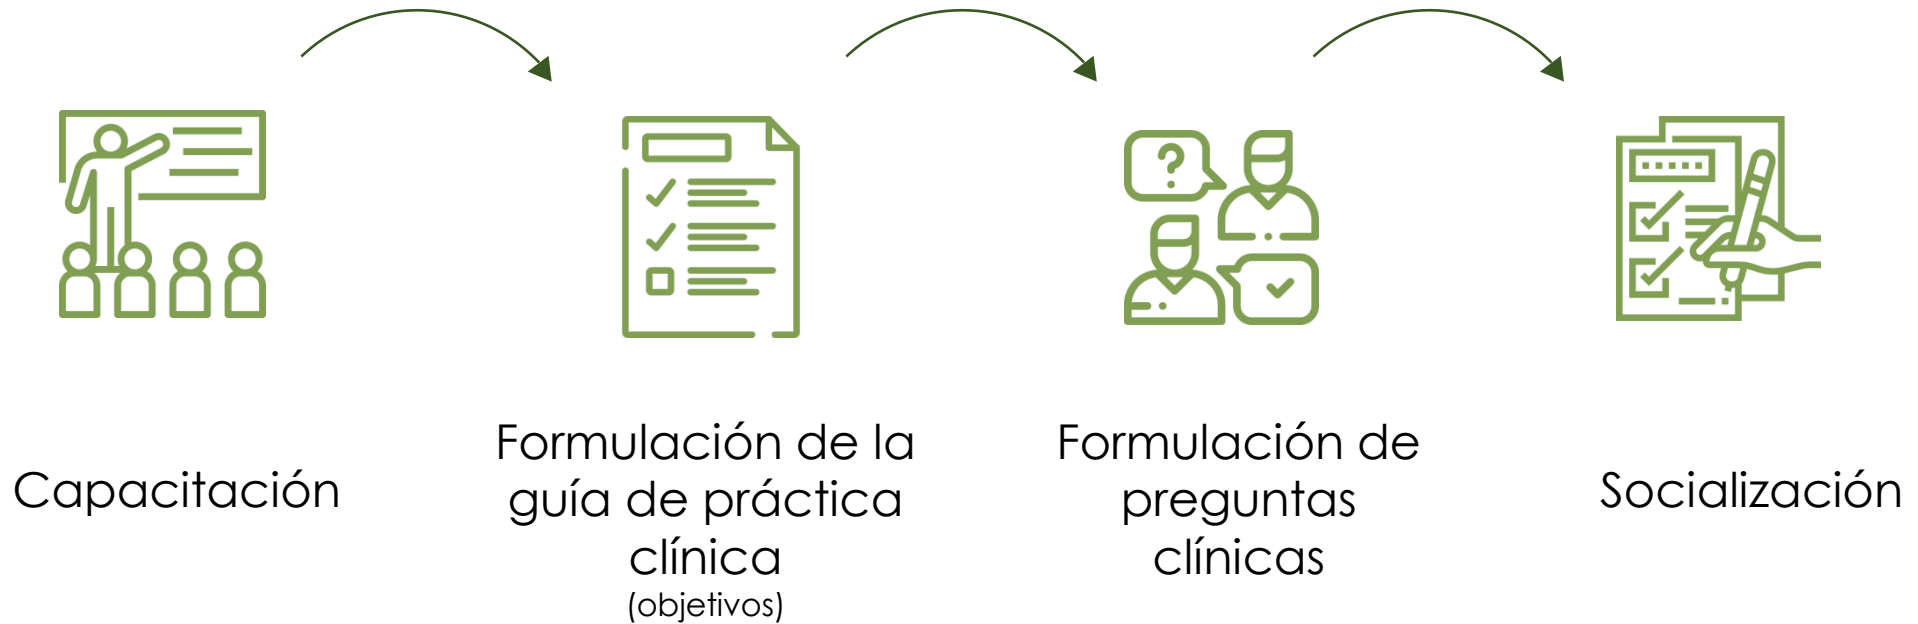 ?
Capacitación
Formulación de la
guía de práctica
clínica
(objetivos)
Formulación de
preguntas
clínicas
Socialización